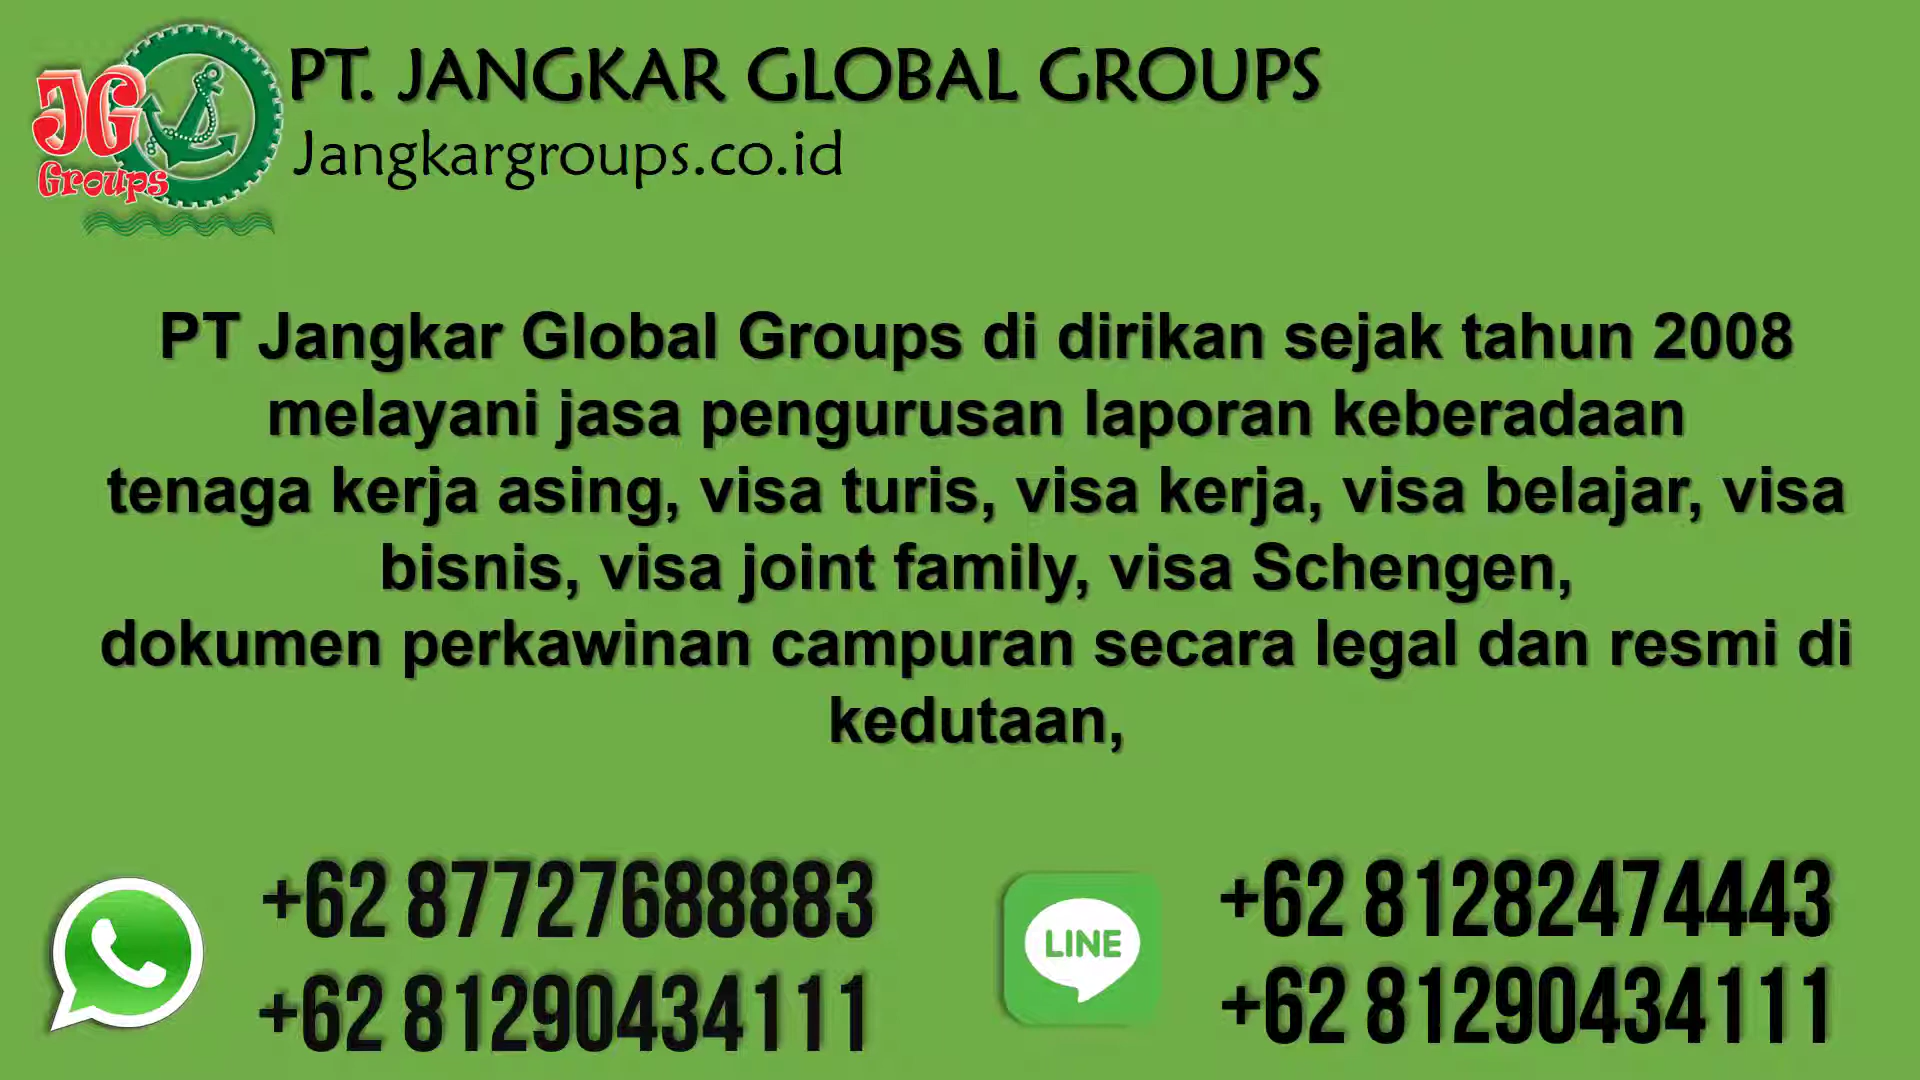 JG
Groups
PT. JANGKAR GLOBAL GROUPS
Jangkargroups.co.id
PT Jangkar Global Groups di dirikan sejak tahun 2008
melayani jasa pengurusan laporan keberadaan
tenaga kerja asing, visa turis, visa kerja, visa belajar, visa
bisnis, visa joint family, visa Schengen,
dokumen perkawinan campuran secara legal dan resmi di
kedutaan,
+62 87727688883
+62 81290434111
LINE
+62 81282474443
+62 81290434111